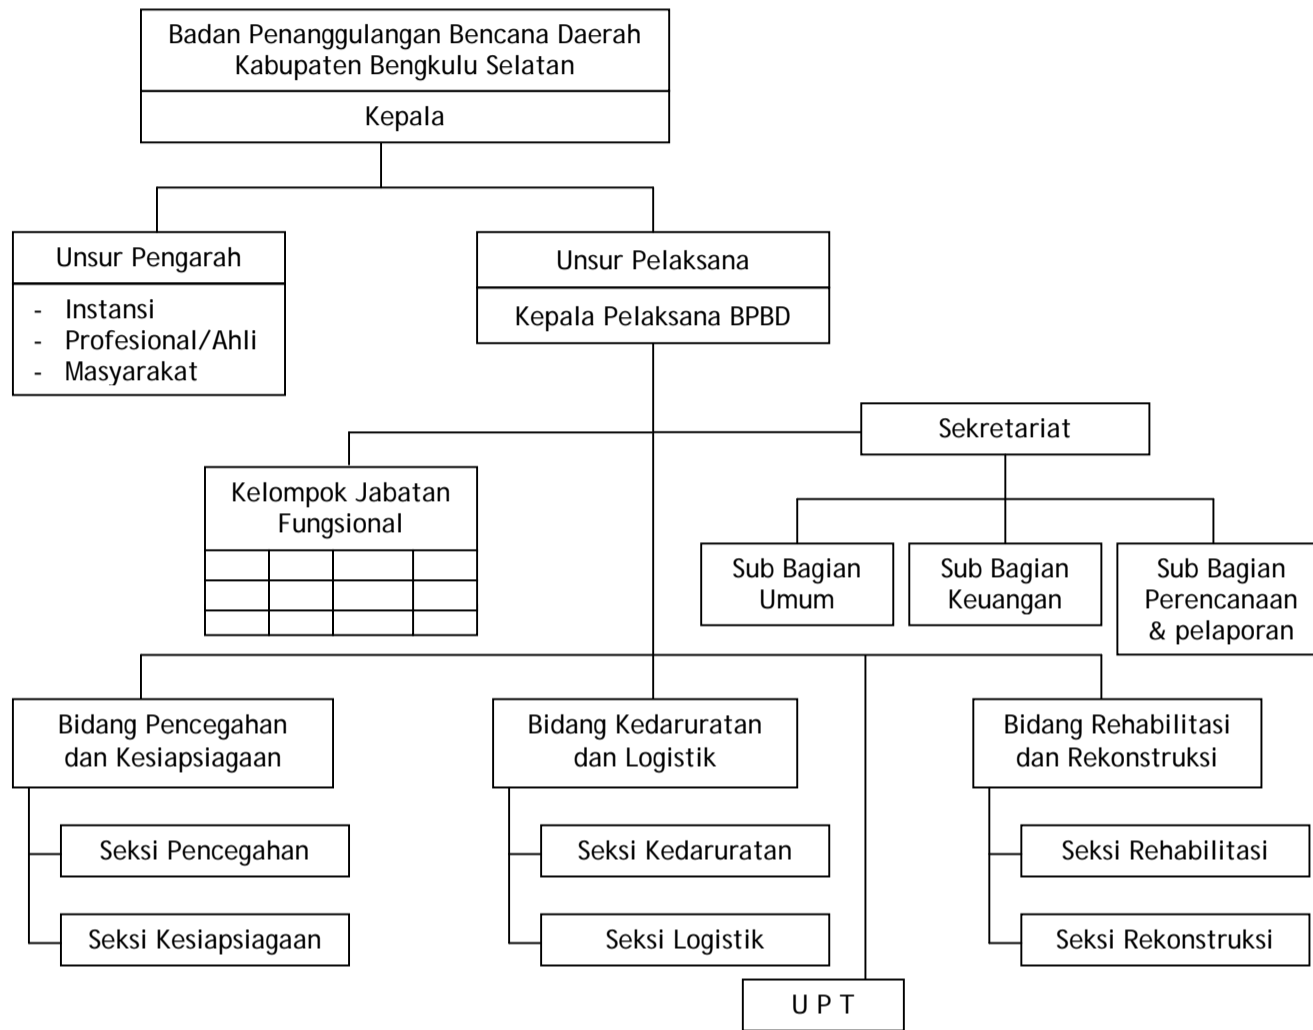 Badan Penanggulangan Bencana Daerah
Kabupaten Bengkulu Selatan
Kepala
Unsur Pengarah
- Instansi
- Profesional/Ahli
- Masyarakat
Unsur Pelaksana
Kepala Pelaksana BPBD
Sekretariat
Kelompok Jabatan
Fungsional
Sub Bagian
Umum
Sub Bagian
Keuangan
Sub Bagian
Perencanaan
& pelaporan
Bidang Pencegahan
dan Kesiapsiagaan
Seksi Pencegahan
Seksi Kesiapsiagaan
Bidang Kedaruratan
dan Logistik
Seksi Kedaruratan
Seksi Logistik
Bidang Rehabilitasi
dan Rekonstruksi
Seksi Rehabilitasi
Seksi Rekonstruksi
U P T